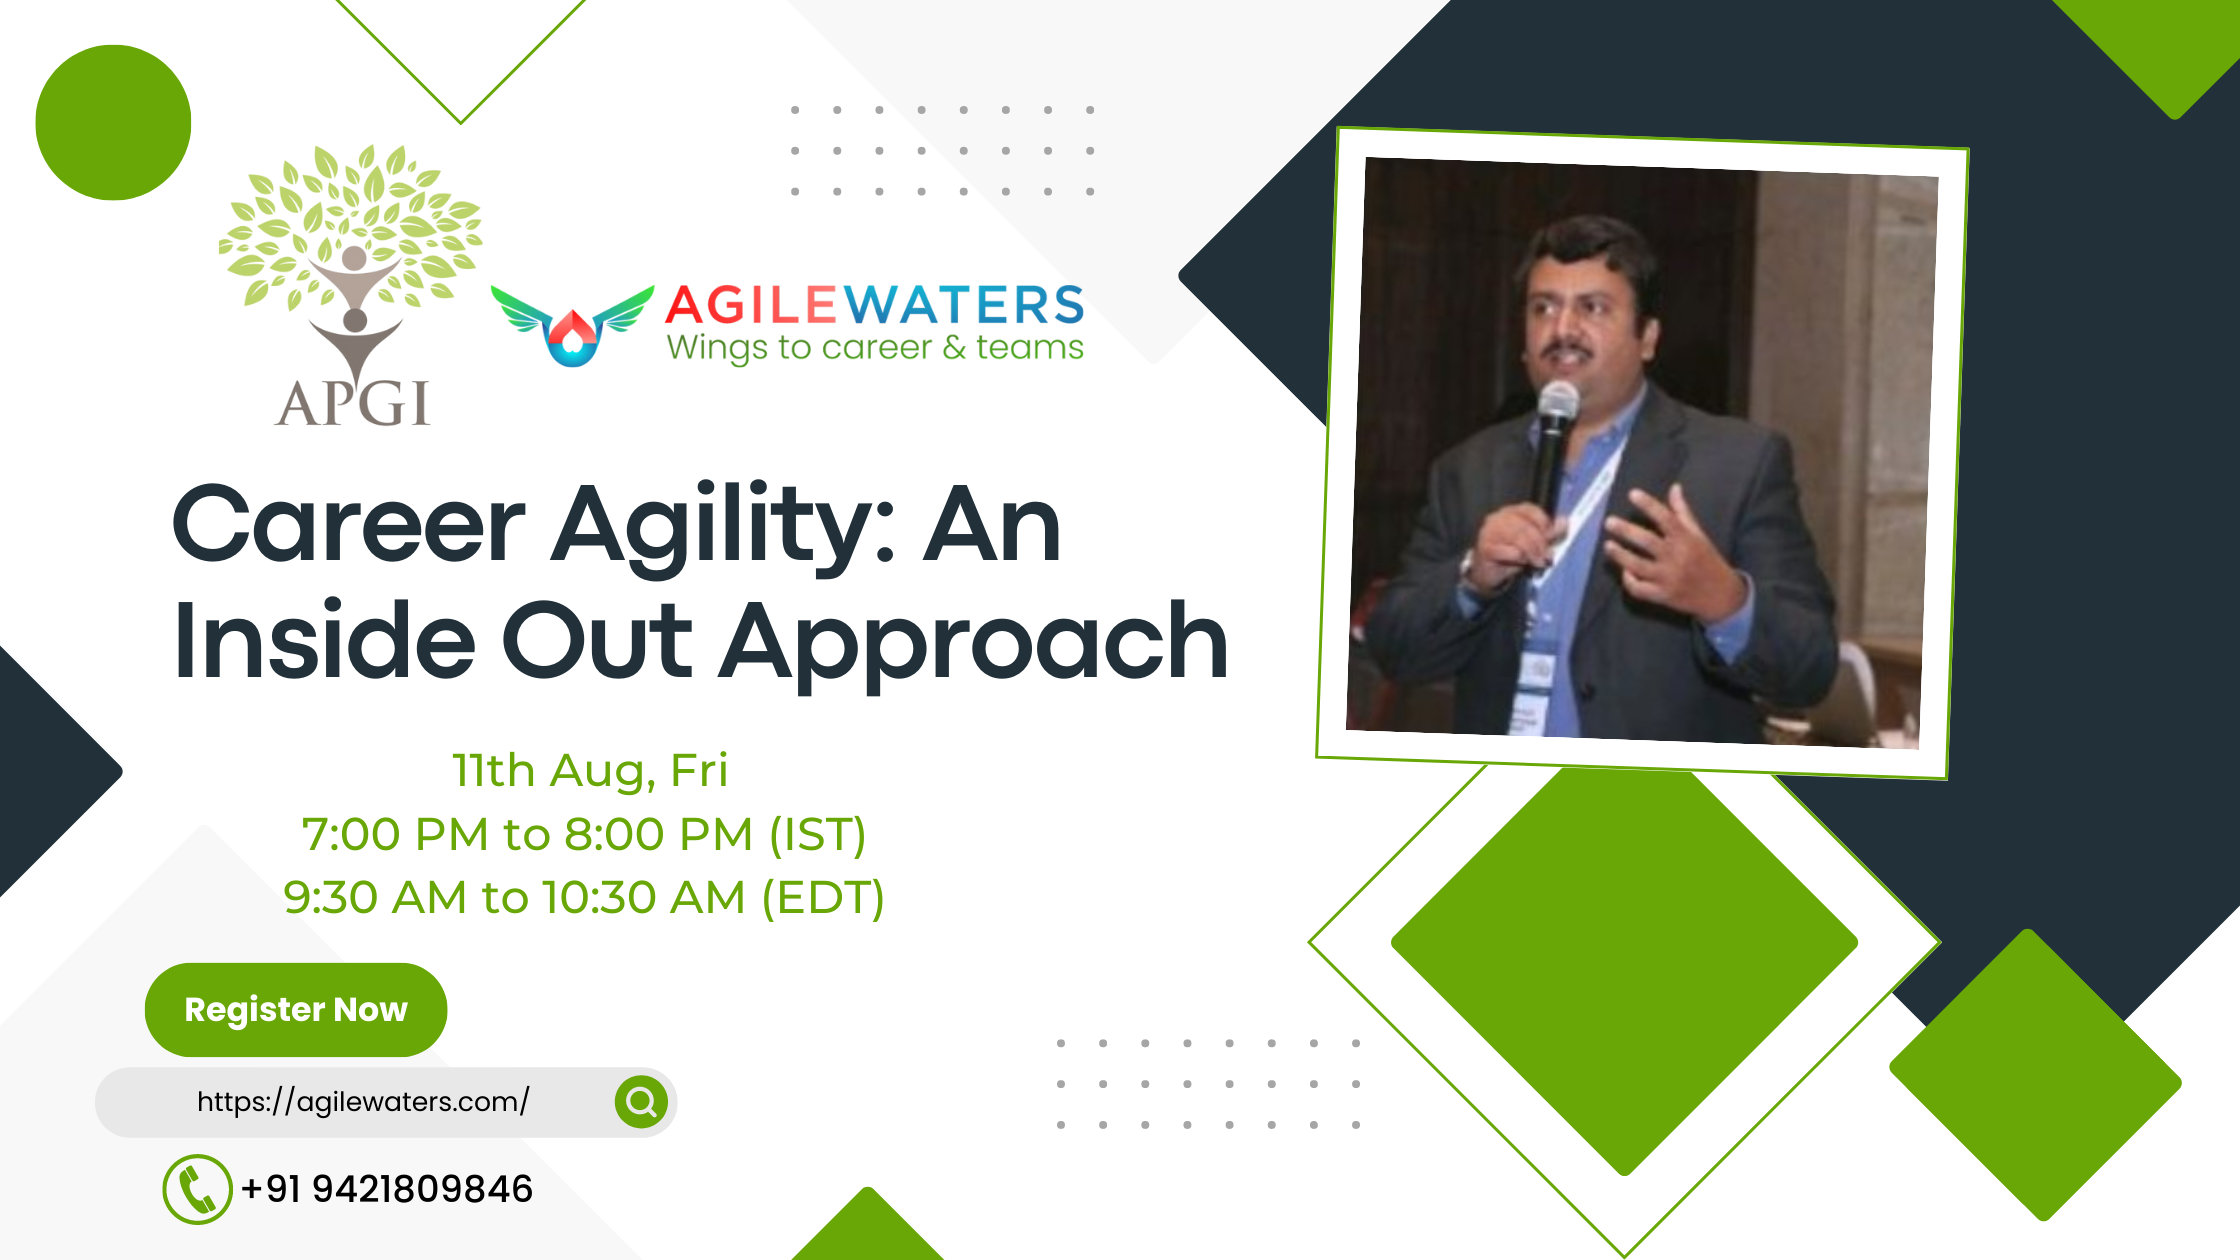 APGI
AGILEWATERS
Wings to career & teams
Career Agility: An
Inside Out Approach
11th Aug, Fri
7:00 PM to 8:00 PM (IST)
9:30 AM to 10:30 AM (EDT)
Register Now
https://agilewaters.com/
+91 9421809846